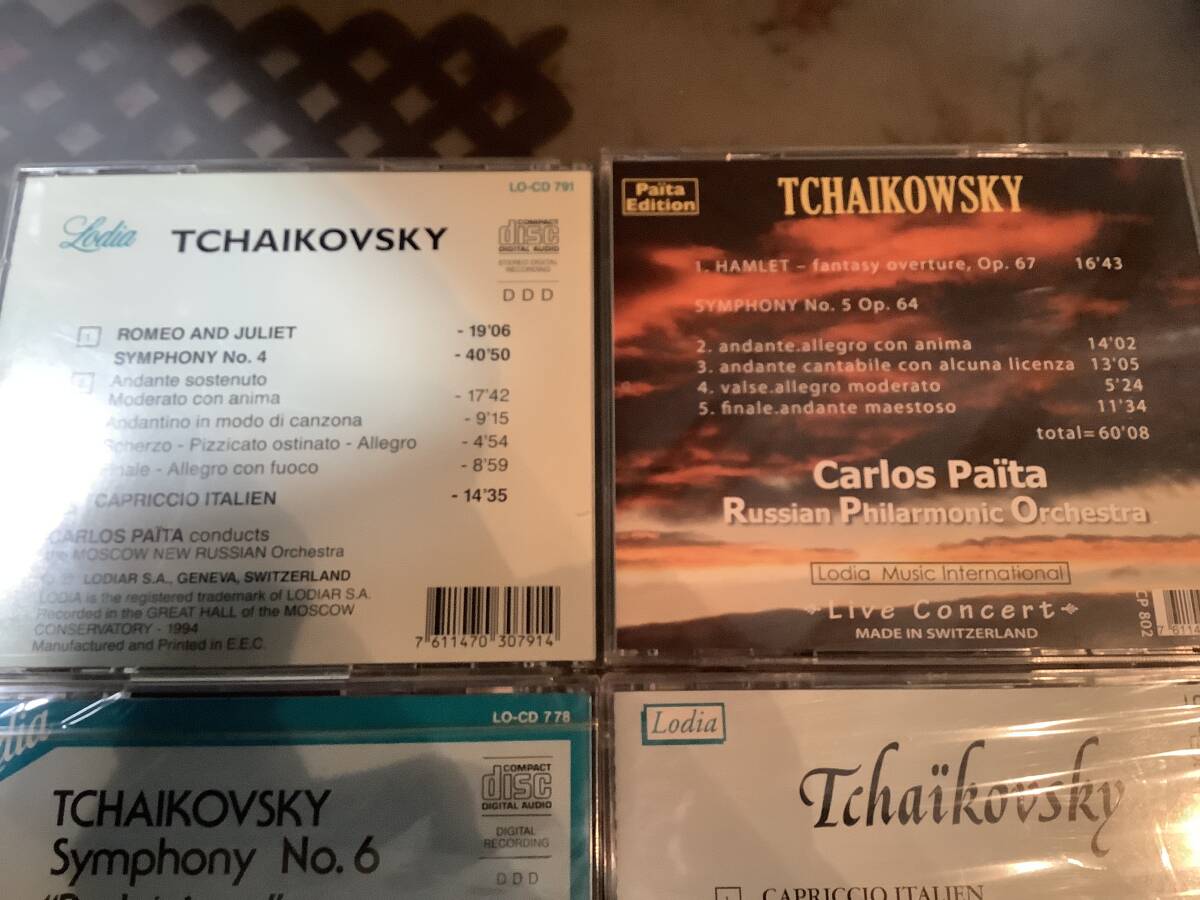 LO-CD 791
Lodia
TCHAIKOVSKY
COMPACT
disc
DIGITAL AUDIO
STEREO DIGITAL
RECORDING
D D D
1 ROMEO AND JULIET - 19'06
SYMPHONY No. 4 - 40'50
Andante sostenuto
Moderato con anima - 17'42
Andantino in modo di canzona - 9'15
Scherzo - Pizzicato ostinato - Allegro - 4'54
- Allegro con fuoco - 8'59
CAPRICCIO ITALIEN - 14'35
CARLOS PAÏTA conducts
the MOSCOW NEW RUSSIAN Orchestra
LODIAR S.A., GENEVA, SWITZERLAND
LODIA is the registered trademark of LODIAR S.A.
Recorded in the GREAT HALL of the MOSCOW
CONSERVATORY - 1994
Manufactured and Printed in E.E.C.
7 611470 307914
Païta
Edition
TCHAIKOWSKY
1. HAMLET – fantasy overture, Op. 67 16'43
SYMPHONY No. 5 Op. 64
2. andante.allegro con anima 14'02
3. andante cantabile con alcuna licenza 13'05
4. valse.allegro moderato 5'24
5. finale.andante maestoso 11'34
total=60'08
Carlos Païta
Russian Philarmonic Orchestra
Lodia Music International
Live Concert
MADE IN SWITZERLAND
CP 802
LO-CD 778
TCHAIKOVSKY
Symphony No. 6
COMPACT
disc
DIGITAL AUDIO
DIGITAL
RECORDING
D D D
Lodia
Tchaïkovsky
1 CAPRICCIO ITALIEN